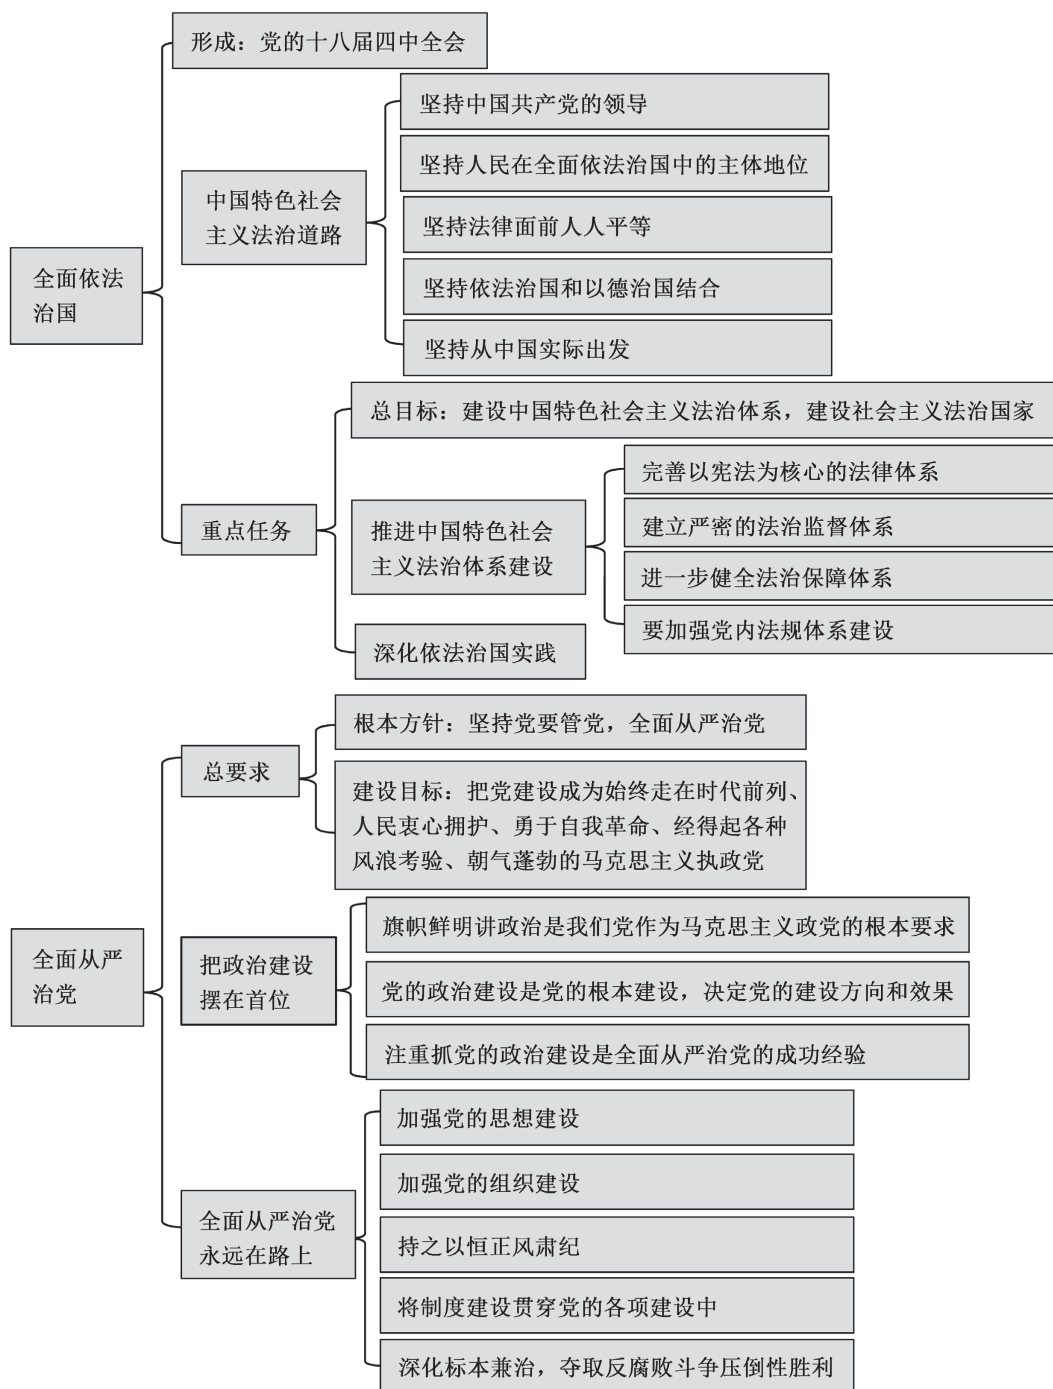 形成：党的十八届四中全会
坚持中国共产党的领导
坚持人民在全面依法治国中的主体地位
中国特色社会
主义法治道路
坚持法律面前人人平等
坚持依法治国和以德治国结合
坚持从中国实际出发
全面依法
治国
总目标：建设中国特色社会主义法治体系，建设社会主义法治国家
重点任务
推进中国特色社会
主义法治体系建设
完善以宪法为核心的法律体系
建立严密的法治监督体系
进一步健全法治保障体系
要加强党内法规体系建设
深化依法治国实践
根本方针：坚持党要管党，全面从严治党
总要求
建设目标：把党建设成为始终走在时代前列、
人民衷心拥护、勇于自我革命、经得起各种
风浪考验、朝气蓬勃的马克思主义执政党
全面从严
治党
把政治建设
摆在首位
旗帜鲜明讲政治是我们党作为马克思主义政党的根本要求
党的政治建设是党的根本建设，决定党的建设方向和效果
注重抓党的政治建设是全面从严治党的成功经验
全面从严治党
永远在路上
加强党的思想建设
加强党的组织建设
持之以恒正风肃纪
将制度建设贯穿党的各项建设中
深化标本兼治，夺取反腐败斗争压倒性胜利